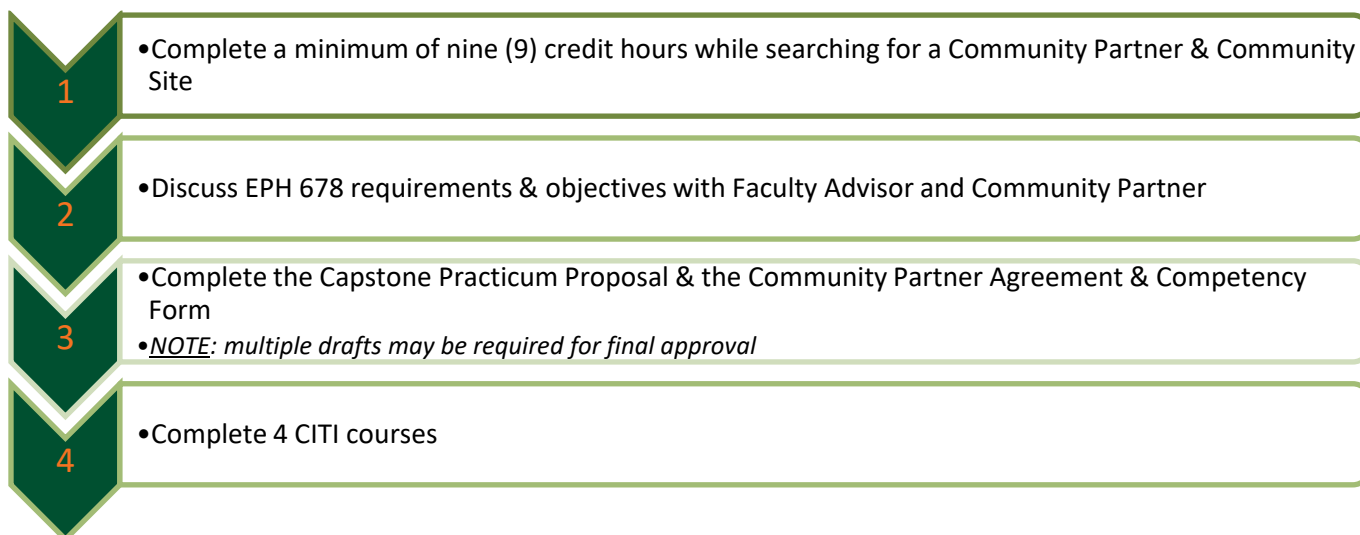 1
•Complete a minimum of nine (9) credit hours while searching for a Community Partner & Community
Site
2
•Discuss EPH 678 requirements & objectives with Faculty Advisor and Community Partner
3
•Complete the Capstone Practicum Proposal & the Community Partner Agreement & Competency
Form
•NOTE: multiple drafts may be required for final approval
4
•Complete 4 CITI courses